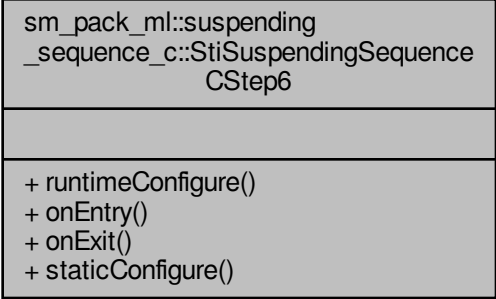 sm_pack_ml::suspending
_sequence_c::StiSuspendingSequence
CStep6
+ runtimeConfigure()
+ onEntry()
+ onExit()
+ staticConfigure()